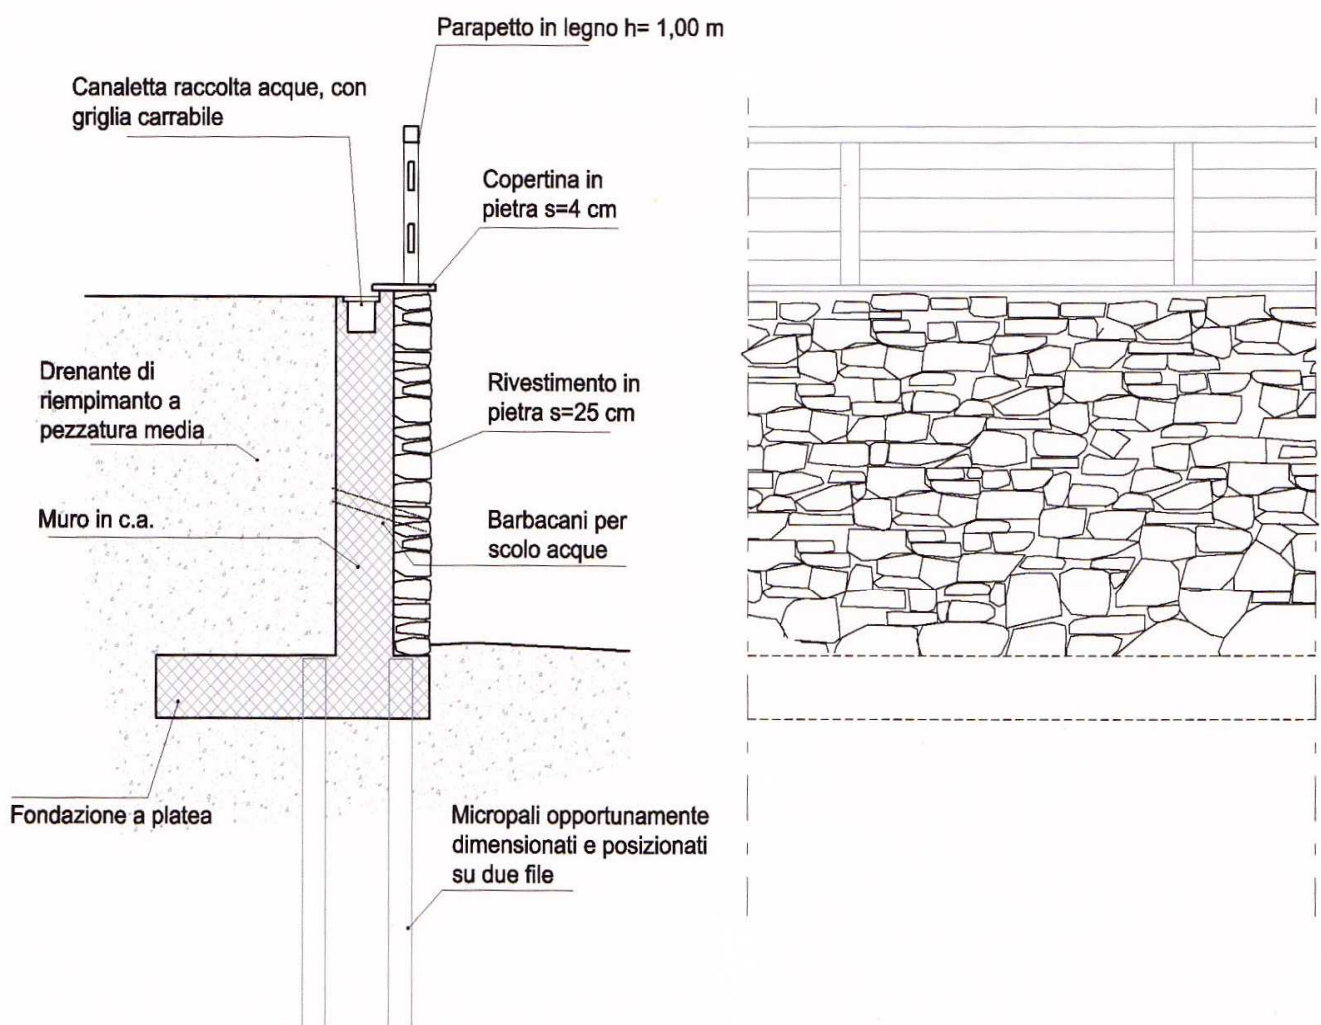 Parapetto in legno h= 1,00 m
Canaletta raccolta acque, con
griglia carrabile
Copertina in
pietra s=4 cm
Drenante di
riempimanto a
pezzatura media
Rivestimento in
pietra s=25 cm
Muro in c.a.
Barbacani per
scolo acque
Fondazione a platea
Micropali opportunamente
dimensionati e posizionati
su due file